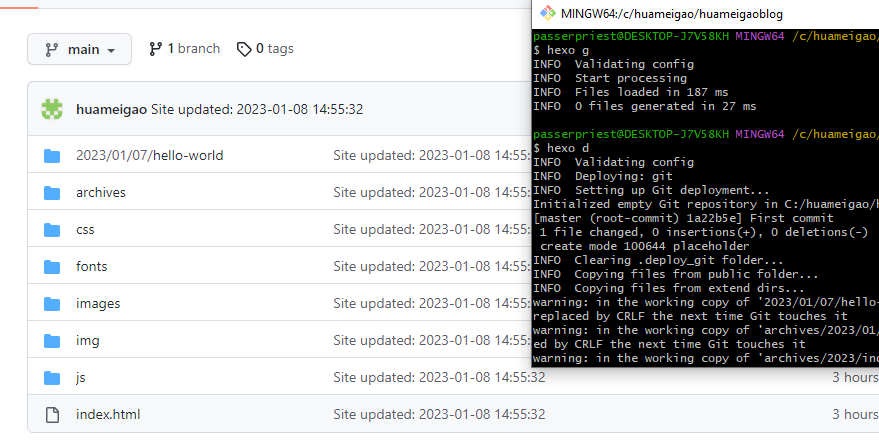 main
1 branch
0 tags
huameigao Site updated: 2023-01-08 14:55:32
2023/01/07/hello-world Site updated: 2023-01-08 14:55:
archives Site updated: 2023-01-08 14:55:
css Site updated: 2023-01-08 14:55:
fonts Site updated: 2023-01-08 14:55:
images Site updated: 2023-01-08 14:55:
img Site updated: 2023-01-08 14:55:
js Site updated: 2023-01-08 14:55:32 3 hours
index.html Site updated: 2023-01-08 14:55:32 3 hours
MINGW64:/c/huameigao/huameigaoblog
passerpriest@DESKTOP-J7V58KH MINGW64 /c/huameigao/
$ hexo g
INFO Validating config
INFO Start processing
INFO Files loaded in 187 ms
INFO 0 files generated in 27 ms
passerpriest@DESKTOP-J7V58KH MINGW64 /c/huameigao/
$ hexo d
INFO Validating config
INFO Deploying: git
INFO Setting up Git deployment...
Initialized empty Git repository in C:/huameigao/h
[master (root-commit) 1a22b5e] First commit
1 file changed, 0 insertions(+), 0 deletions(-)
create mode 100644 placeholder
INFO Clearing .deploy_git folder...
INFO Copying files from public folder...
INFO Copying files from extend dirs...
warning: in the working copy of '2023/01/07/hello-
replaced by CRLF the next time Git touches it
warning: in the working copy of 'archives/2023/01/
ed by CRLF the next time Git touches it
warning: in the working copy of 'archives/2023/ind